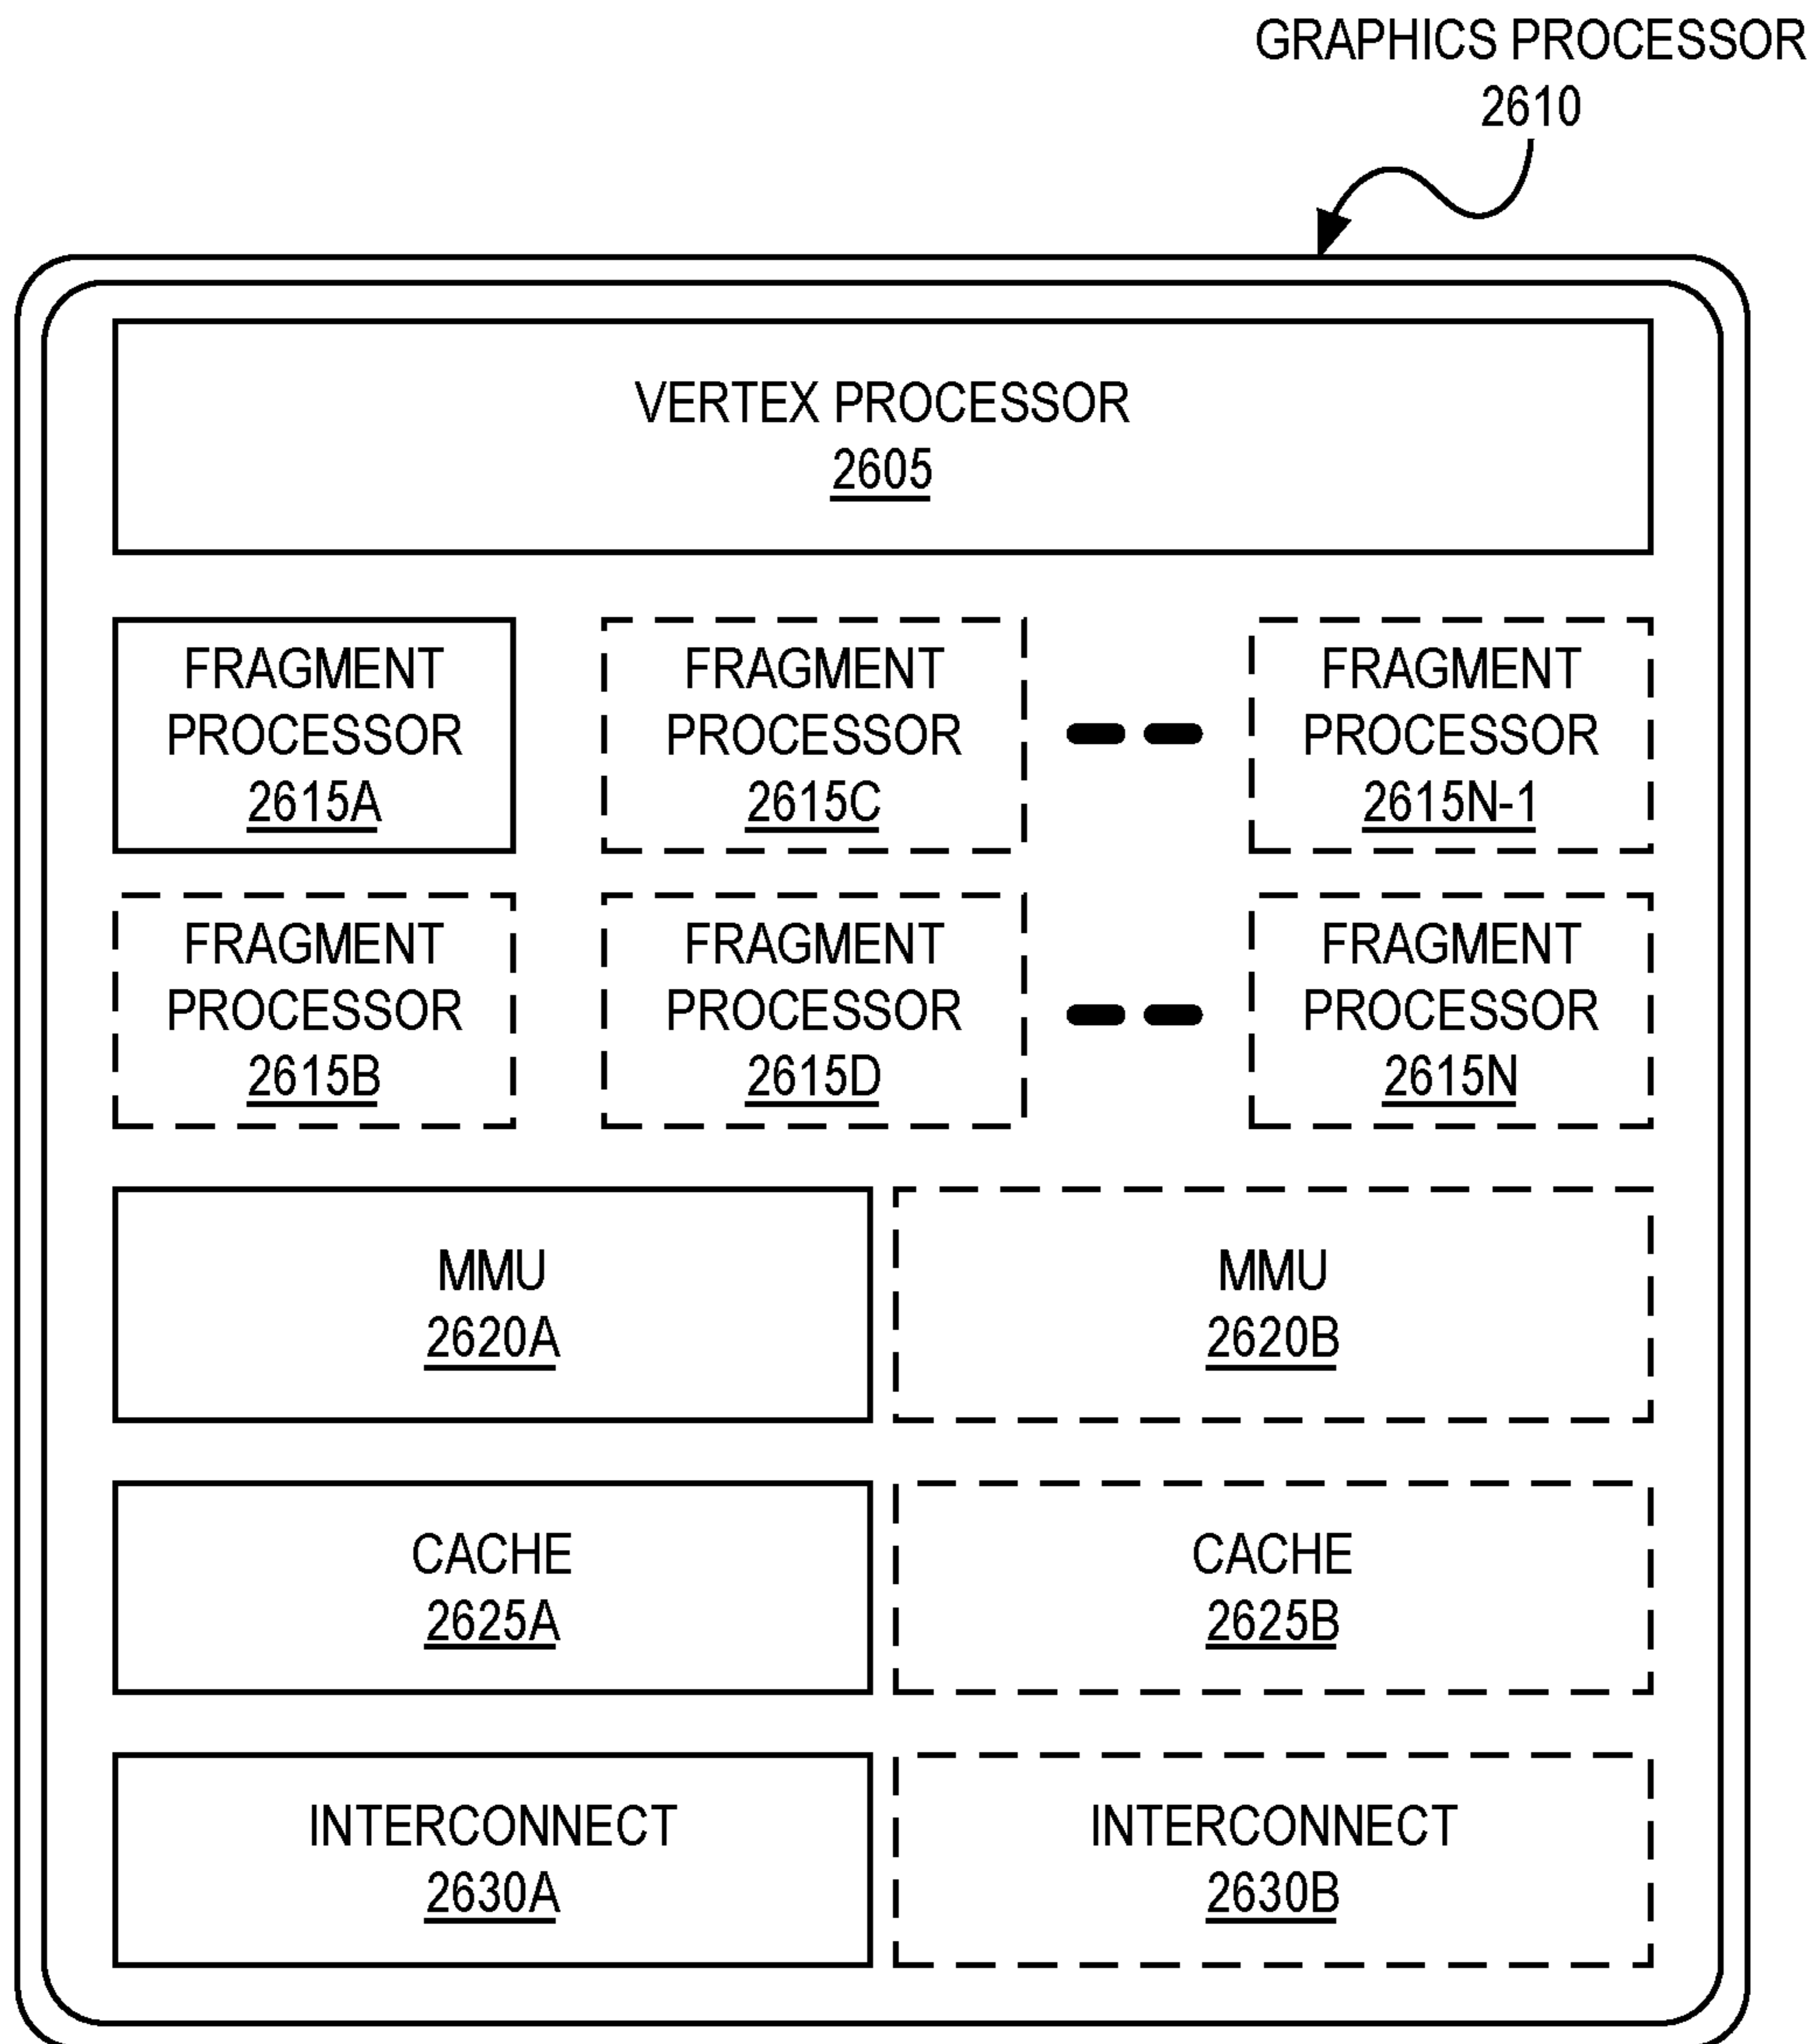 GRAPHICS PROCESSOR
2610
VERTEX PROCESSOR
2605
FRAGMENT
PROCESSOR
2615A
FRAGMENT
PROCESSOR
2615C
FRAGMENT
PROCESSOR
2615N-1
FRAGMENT
PROCESSOR
2615B
FRAGMENT
PROCESSOR
2615D
FRAGMENT
PROCESSOR
2615N
MMU
2620A
MMU
2620B
CACHE
2625A
CACHE
2625B
INTERCONNECT
2630A
INTERCONNECT
2630B